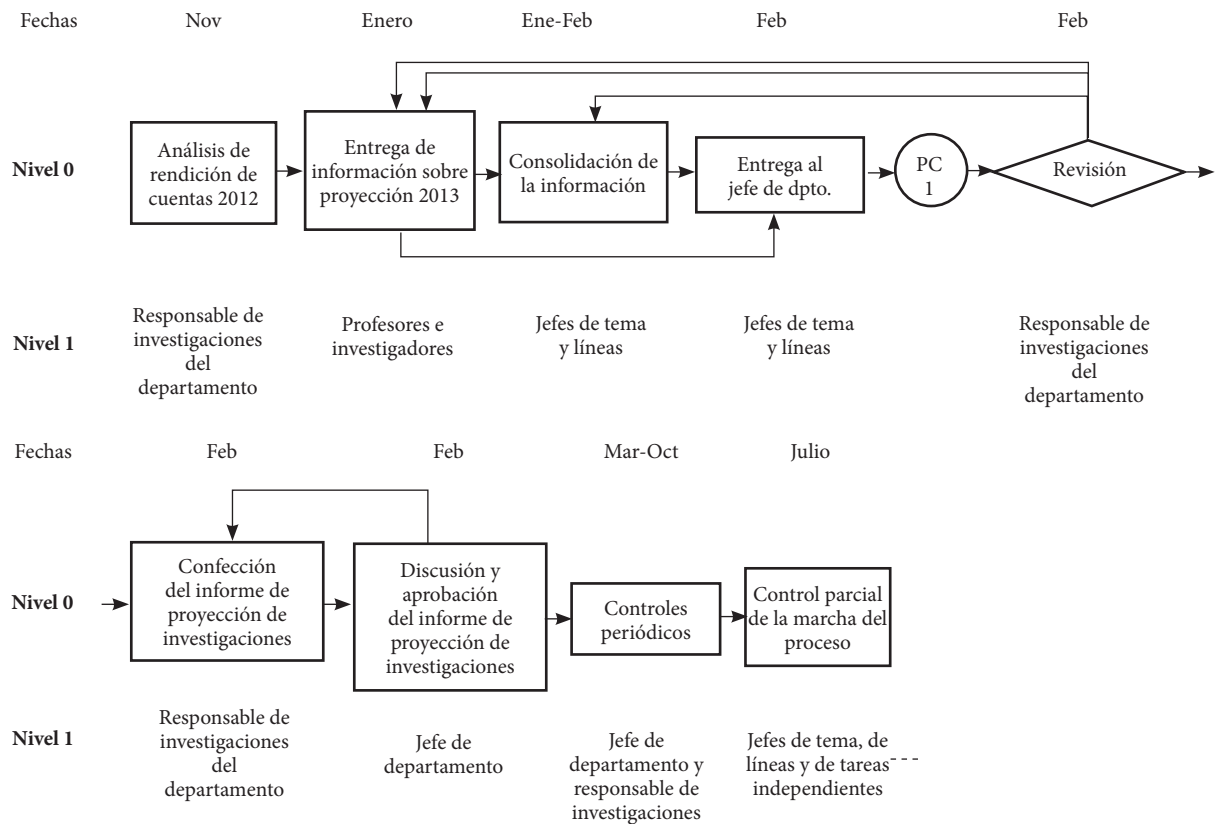 Fechas
Nov
Enero
Ene-Feb
Feb
Feb
Nivel 0
Análisis de
rendición de
cuentas 2012
Entrega de
información sobre
proyección 2013
Consolidación de
la información
Entrega al
jefe de dpto.
PC
1
Revisión
Nivel 1
Responsable de
investigaciones
del
departamento
Profesores e
investigadores
Jefes de tema
y líneas
Jefes de tema
y líneas
Responsable de
investigaciones
del
departamento
Fechas
Feb
Feb
Mar-Oct
Julio
Nivel 0
Confección
del informe de
proyección de
investigaciones
Discusión y
aprobación
del informe de
proyección de
investigaciones
Controles
periódicos
Control parcial
de la marcha del
proceso
Nivel 1
Responsable de
investigaciones
del
departamento
Jefe de
departamento
Jefe de
departamento y
responsable de
investigaciones
Jefes de tema, de
líneas y de tareas
independientes